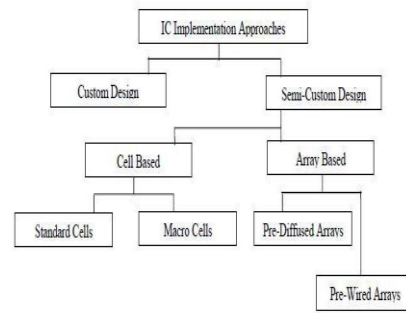 IC Implementation Approaches
Custom Design
Semi-Custom Design
Cell Based
Array Based
Standard Cells
Macro Cells
Pre-Diffused Arrays
Pre-Wired Arrays